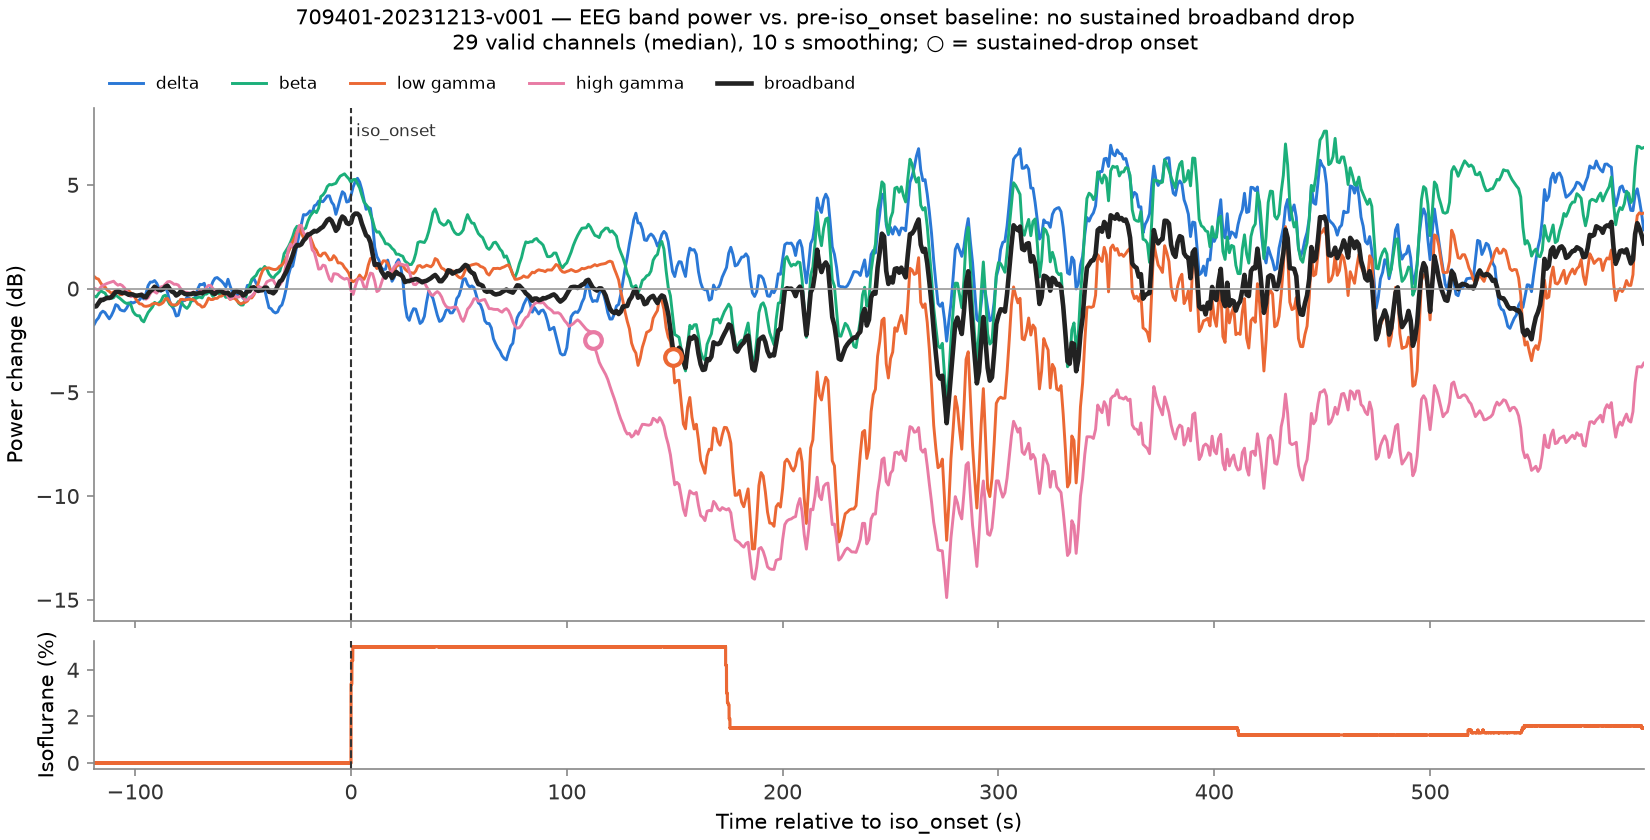 709401-20231213-v001 — EEG band power vs. pre-iso_onset baseline: no sustained broadband drop
29 valid channels (median), 10 s smoothing; ○ = sustained-drop onset
delta beta low gamma high gamma broadband
iso_onset
Power change (dB)
5
0
−5
−10
−15
Isoflurane (%)
4
2
0
−100 0 100 200 300 400 500
Time relative to iso_onset (s)